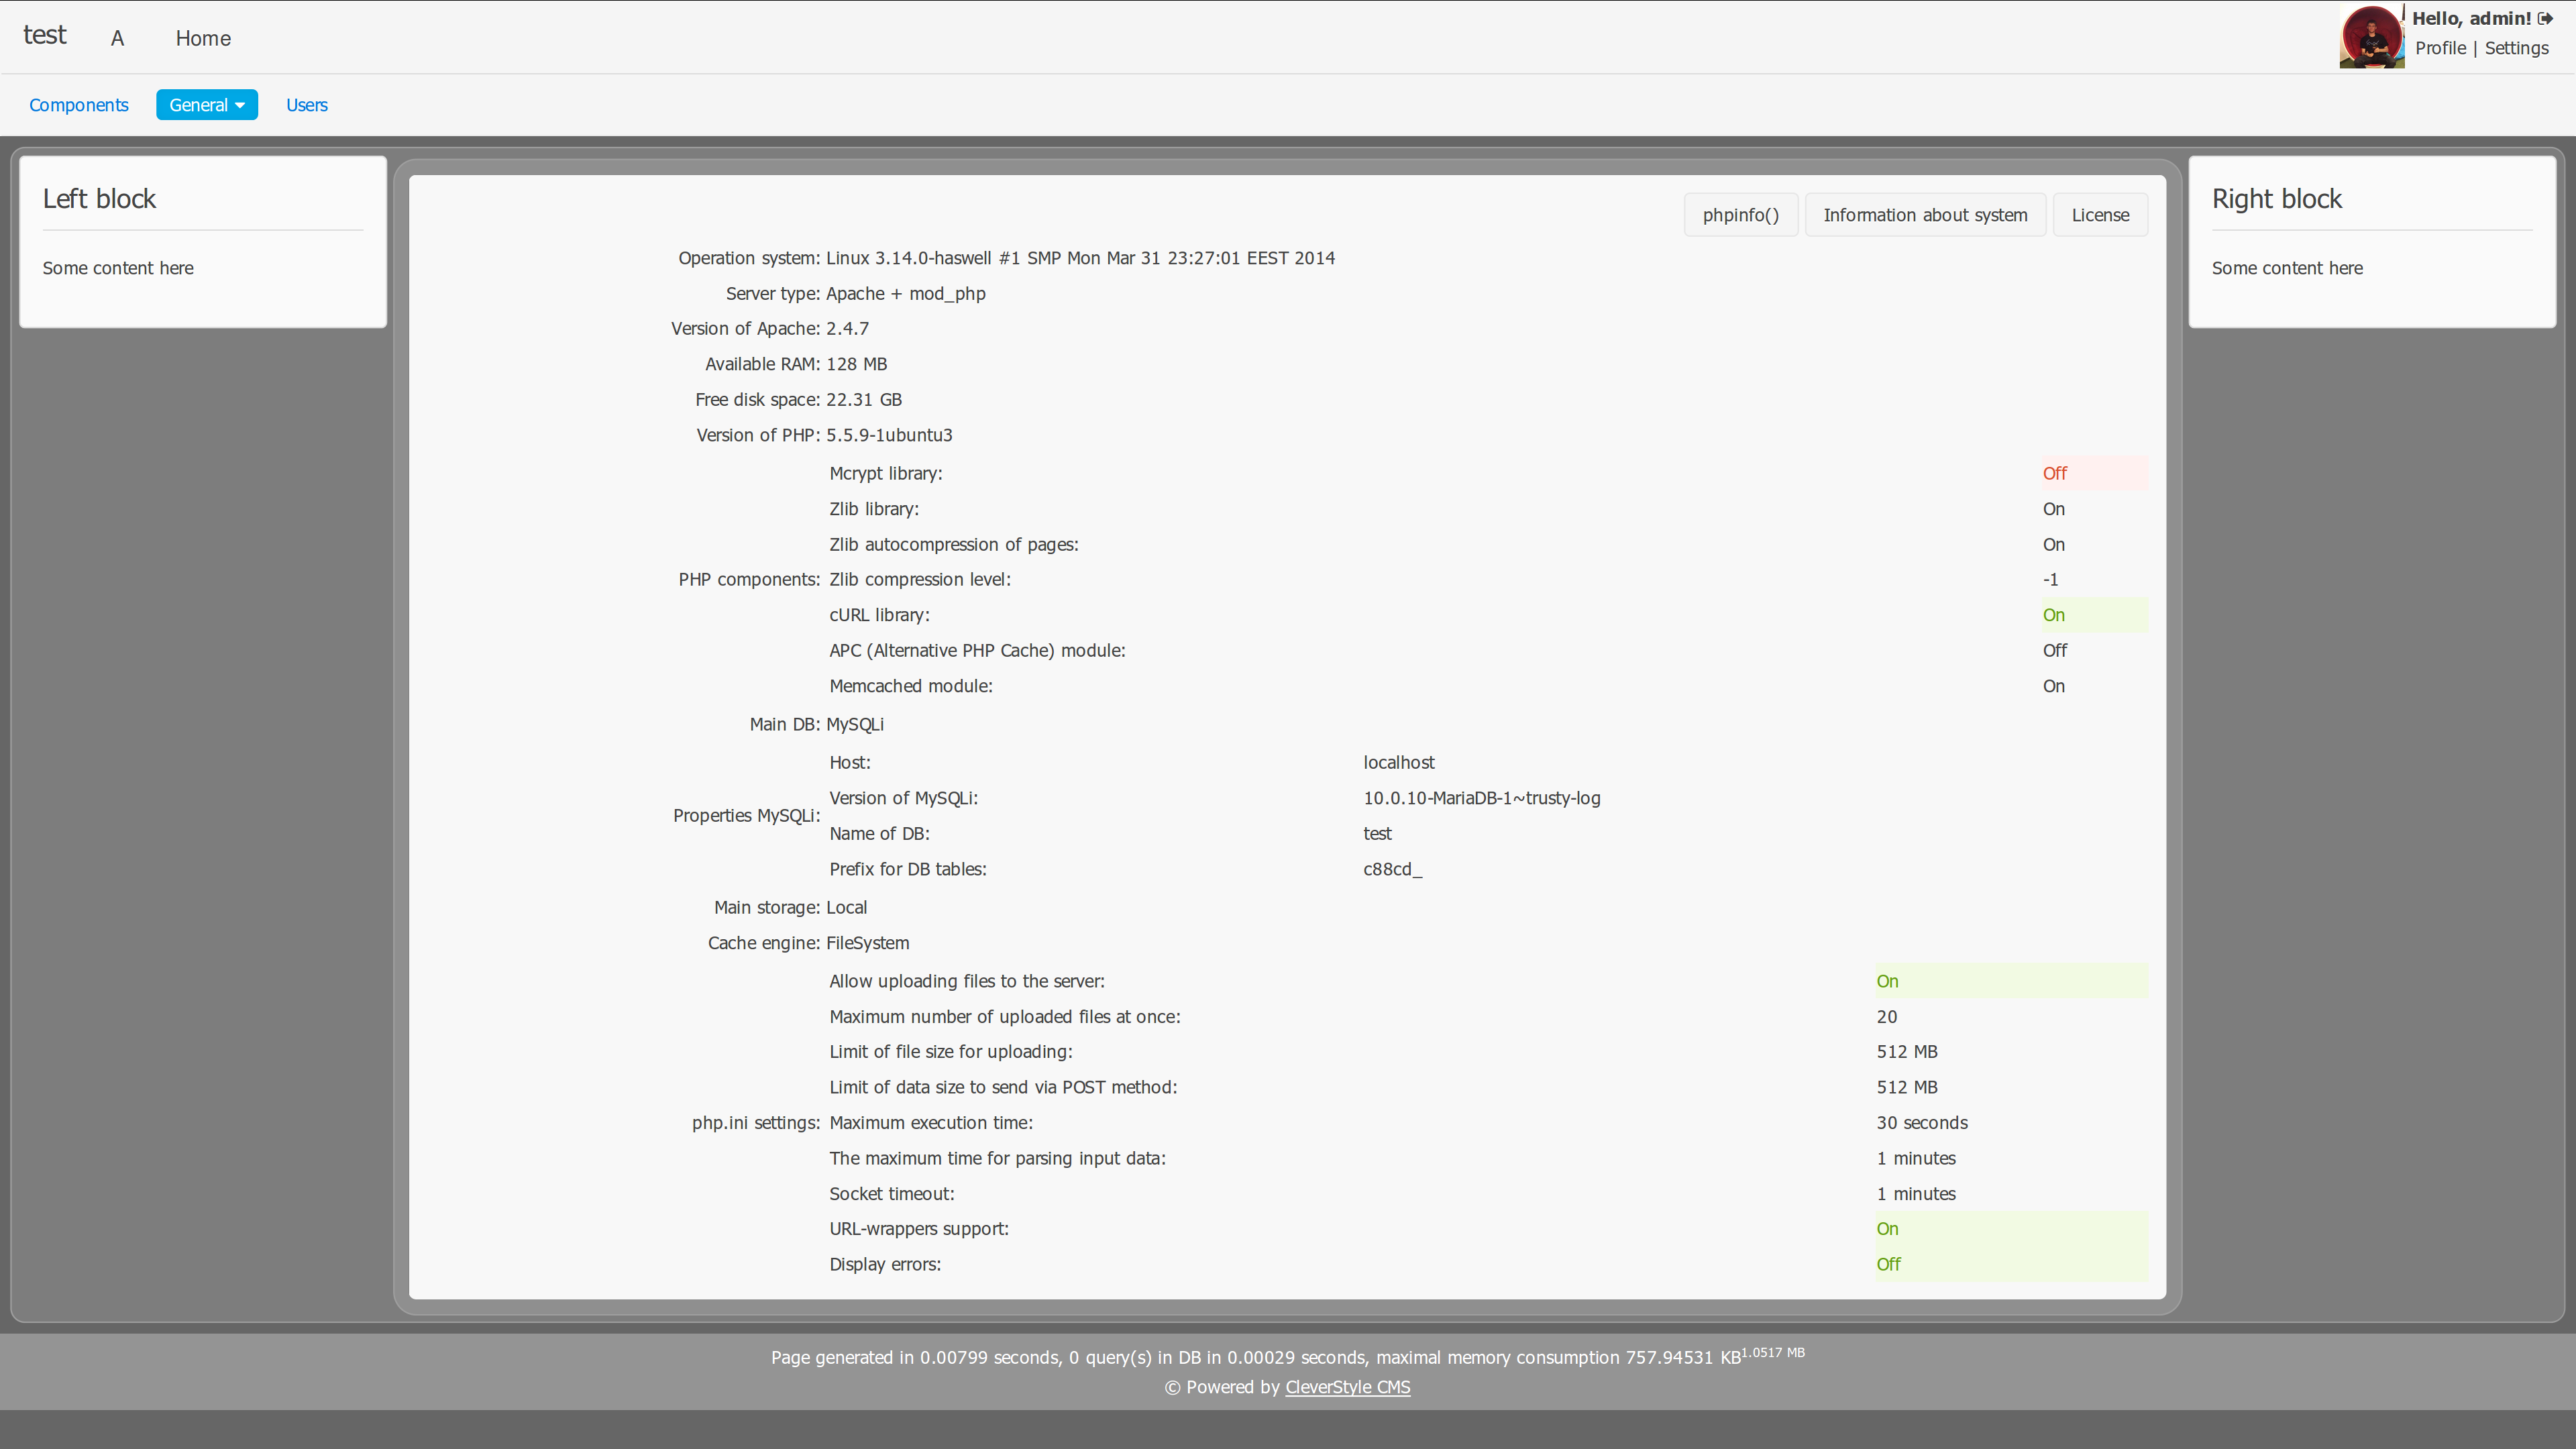 test A Home
Hello, admin!
Profile | Settings
Components General Users
Left block
Some content here
phpinfo() Information about system License
Operation system: Linux 3.14.0-haswell #1 SMP Mon Mar 31 23:27:01 EEST 2014
Server type: Apache + mod_php
Version of Apache: 2.4.7
Available RAM: 128 MB
Free disk space: 22.31 GB
Version of PHP: 5.5.9-1ubuntu3
PHP components:
Mcrypt library: Off
Zlib library: On
Zlib autocompression of pages: On
Zlib compression level: -1
cURL library: On
APC (Alternative PHP Cache) module: Off
Memcached module: On
Main DB: MySQLi
Properties MySQLi:
Host: localhost
Version of MySQLi: 10.0.10-MariaDB-1~trusty-log
Name of DB: test
Prefix for DB tables: c88cd_
Main storage: Local
Cache engine: FileSystem
php.ini settings:
Allow uploading files to the server: On
Maximum number of uploaded files at once: 20
Limit of file size for uploading: 512 MB
Limit of data size to send via POST method: 512 MB
Maximum execution time: 30 seconds
The maximum time for parsing input data: 1 minutes
Socket timeout: 1 minutes
URL-wrappers support: On
Display errors: Off
Right block
Some content here
Page generated in 0.00799 seconds, 0 query(s) in DB in 0.00029 seconds, maximal memory consumption 757.94531 KB1.0517 MB
© Powered by CleverStyle CMS